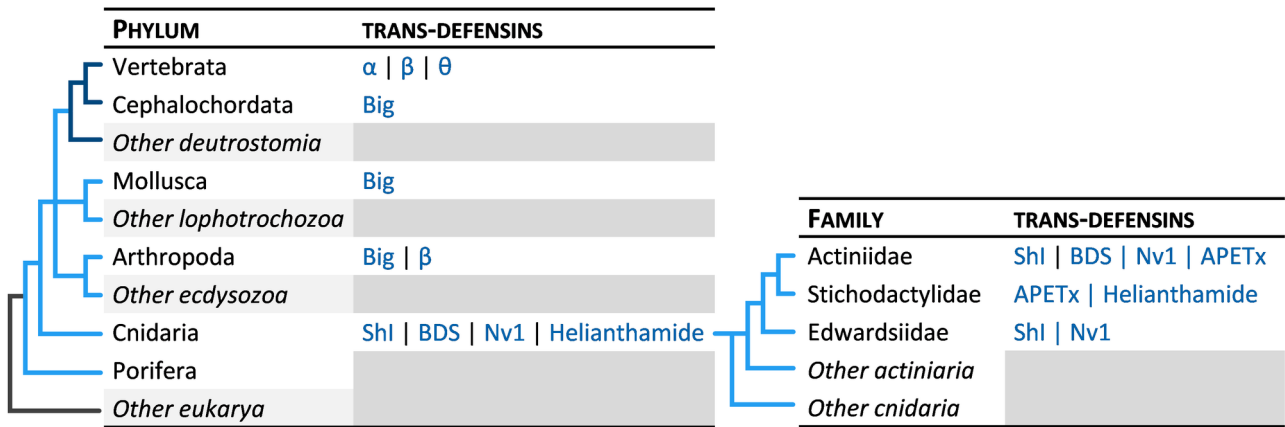 PHYLUM TRANS-DEFENSINS
Vertebrata α | β | θ
Cephalochordata Big
Other deutrostomia
Mollusca Big
Other lophotrochozoa
Arthropoda Big | β
Other ecdysozoa
Cnidaria ShI | BDS | Nv1 | Helianthamide
Porifera
Other eukarya
FAMILY TRANS-DEFENSINS
Actiniidae ShI | BDS | Nv1 | APETx
Stichodactylidae APETx | Helianthamide
Edwardsiidae ShI | Nv1
Other actiniaria
Other cnidaria